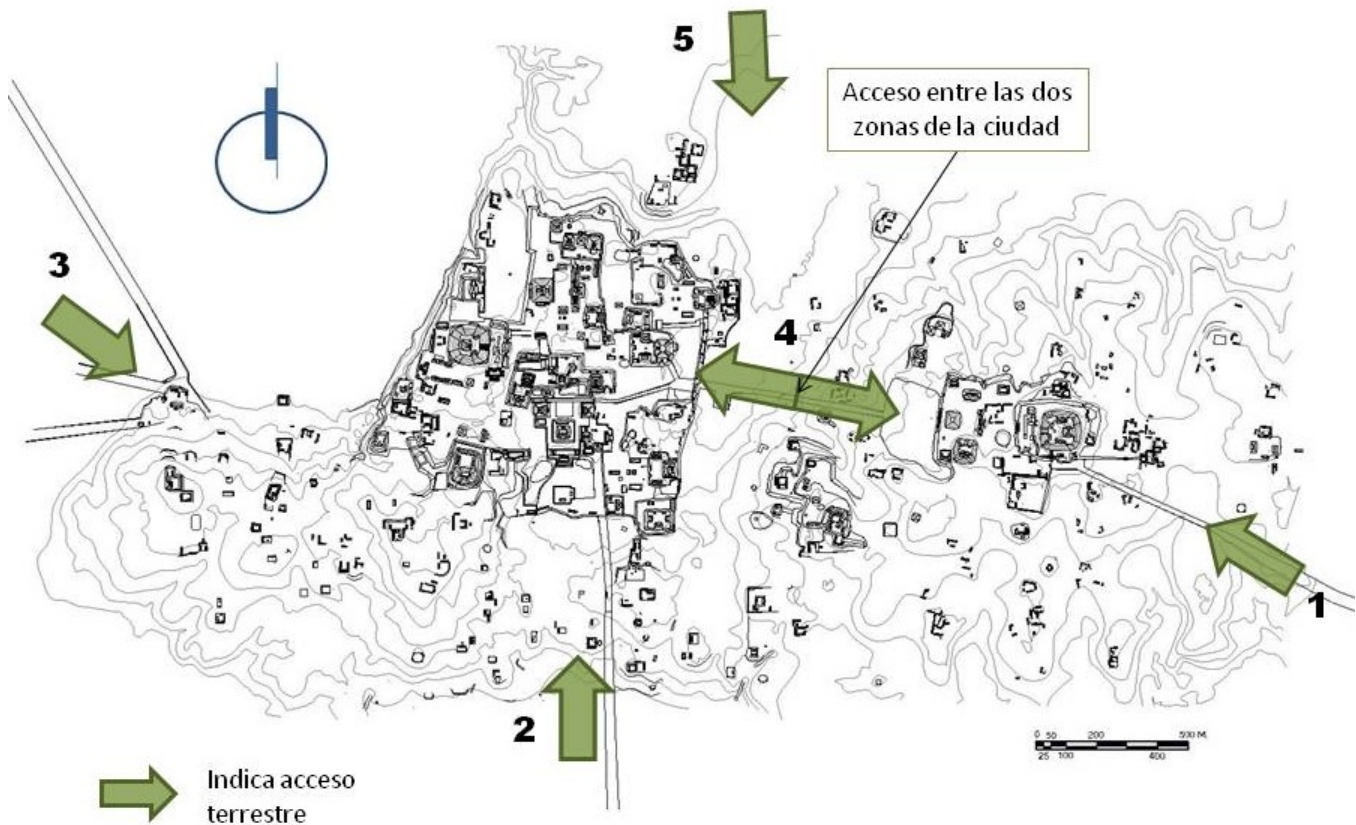 5
Acceso entre las dos
zonas de la ciudad
3
4
1
2
0 50 200 500 M.
25 100 400
Indica acceso
terrestre